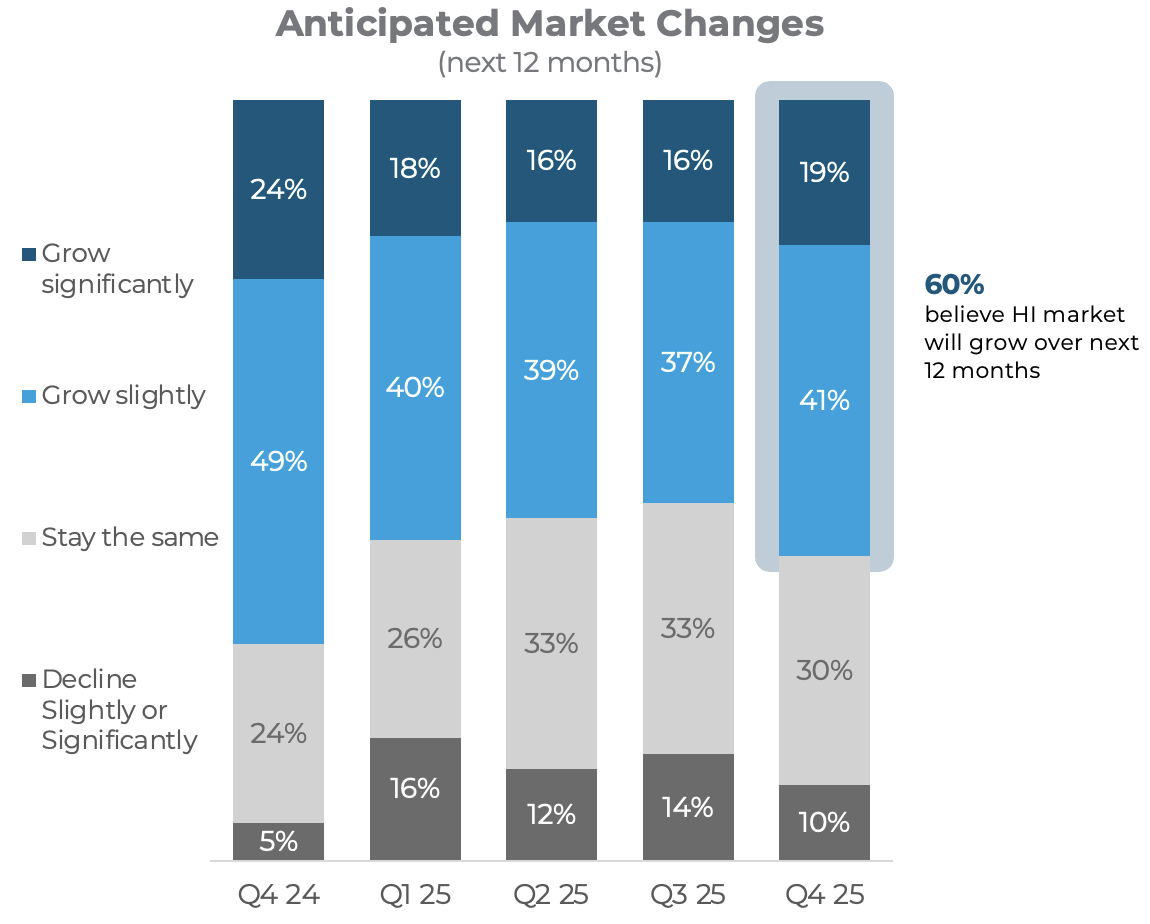 Anticipated Market Changes
(next 12 months)
Grow
significantly
Grow slightly
Stay the same
Decline
Slightly or
Significantly
24%
49%
24%
5%
18%
40%
26%
16%
16%
39%
33%
12%
16%
37%
33%
14%
19%
41%
30%
10%
Q4 24
Q1 25
Q2 25
Q3 25
Q4 25
60%
believe HI market
will grow over next
12 months